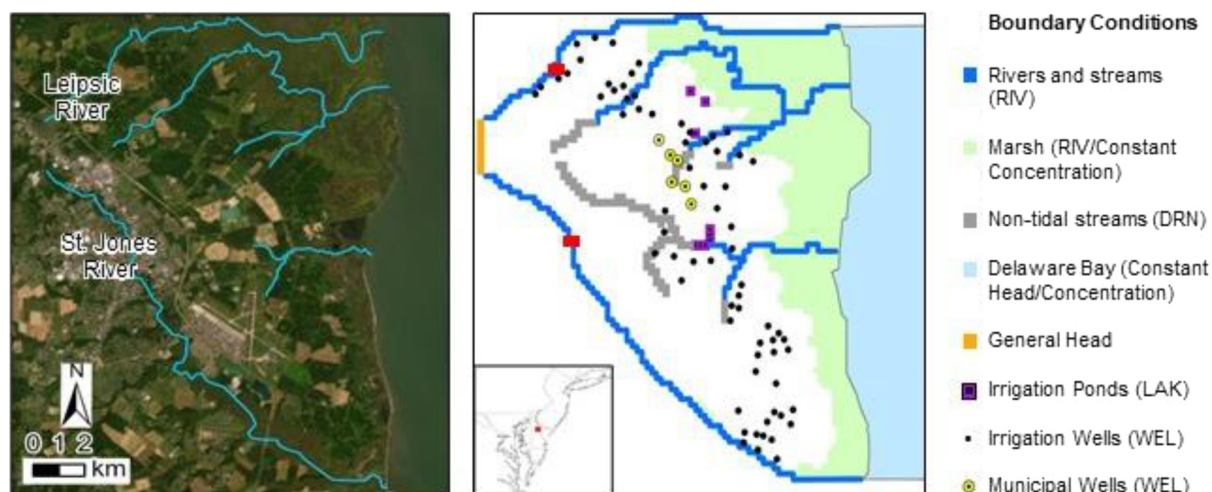 Leipsic
River
St. Jones
River
N
0 1 2
km
Boundary Conditions
Rivers and streams
(RIV)
Marsh (RIV/Constant
Concentration)
Non-tidal streams (DRN)
Delaware Bay (Constant
Head/Concentration)
General Head
Irrigation Ponds (LAK)
Irrigation Wells (WEL)
Municipal Wells (WEL)